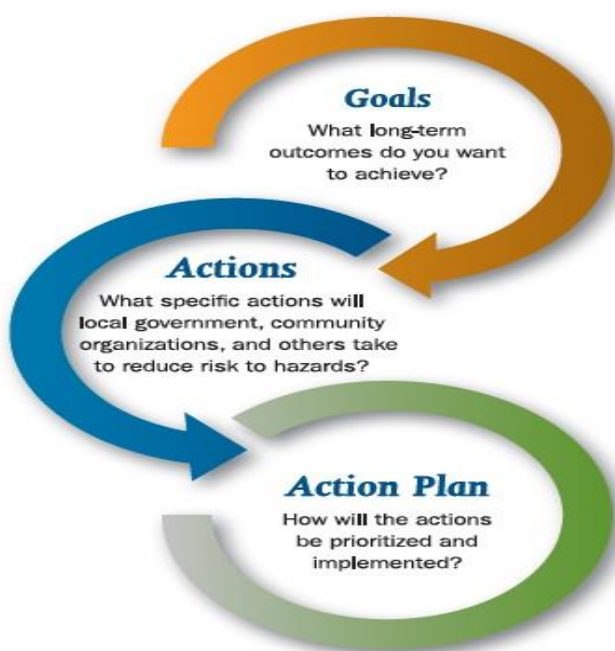 Goals
What long-term
outcomes do you want
to achieve?
Actions
What specific actions will
local government, community
organizations, and others take
to reduce risk to hazards?
Action Plan
How will the actions
be prioritized and
implemented?